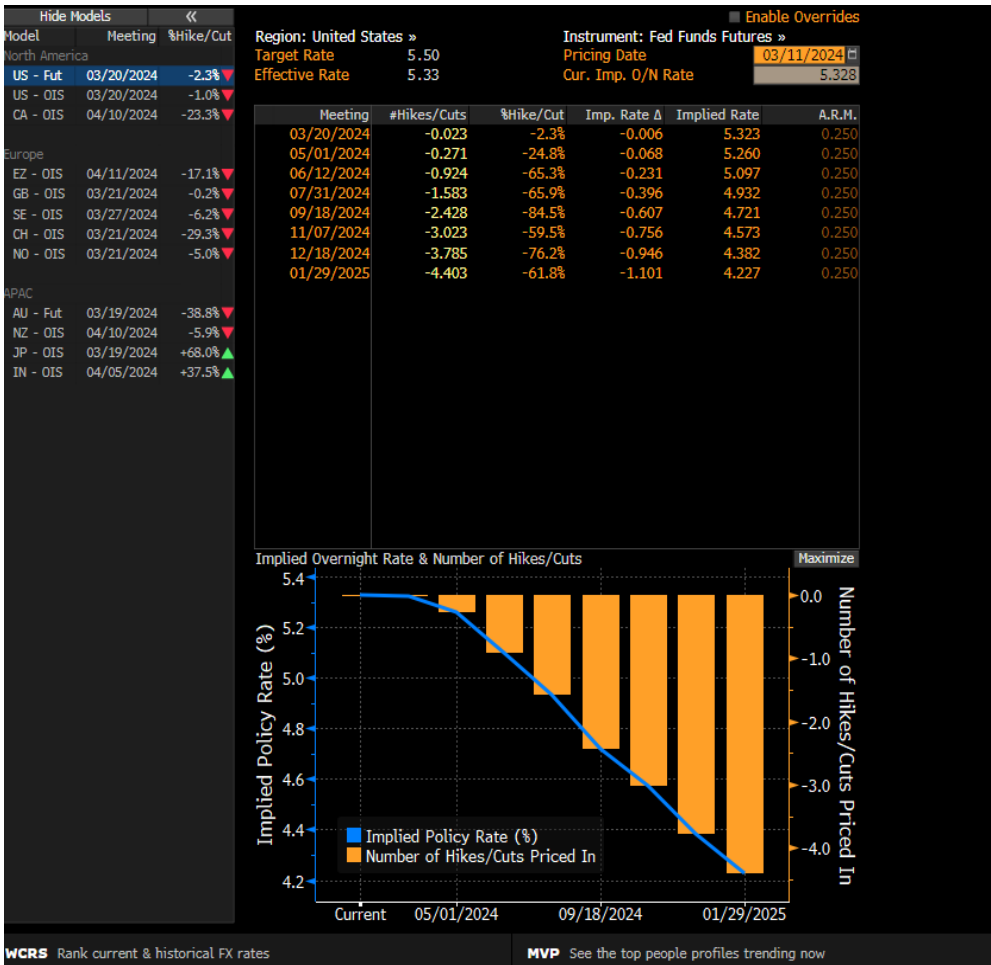 Hide Models «
Model Meeting %Hike/Cut
North America
US - Fut 03/20/2024 -2.3%
US - OIS 03/20/2024 -1.0%
CA - OIS 04/10/2024 -23.3%
Europe
EZ - OIS 04/11/2024 -17.1%
GB - OIS 03/21/2024 -0.2%
SE - OIS 03/27/2024 -6.2%
CH - OIS 03/21/2024 -29.3%
NO - OIS 03/21/2024 -5.0%
APAC
AU - Fut 03/19/2024 -38.8%
NZ - OIS 04/10/2024 -5.9%
JP - OIS 03/19/2024 +68.0%
IN - OIS 04/05/2024 +37.5%
Enable Overrides
Region: United States » Instrument: Fed Funds Futures »
Target Rate 5.50 Pricing Date 03/11/2024
Effective Rate 5.33 Cur. Imp. O/N Rate 5.328
Meeting #Hikes/Cuts %Hike/Cut Imp. Rate Δ Implied Rate A.R.M.
03/20/2024 -0.023 -2.3% -0.006 5.323 0.250
05/01/2024 -0.271 -24.8% -0.068 5.260 0.250
06/12/2024 -0.924 -65.3% -0.231 5.097 0.250
07/31/2024 -1.583 -65.9% -0.396 4.932 0.250
09/18/2024 -2.428 -84.5% -0.607 4.721 0.250
11/07/2024 -3.023 -59.5% -0.756 4.573 0.250
12/18/2024 -3.785 -76.2% -0.946 4.382 0.250
01/29/2025 -4.403 -61.8% -1.101 4.227 0.250
Implied Overnight Rate & Number of Hikes/Cuts Maximize
Implied Policy Rate (%)
5.4
5.2
5.0
4.8
4.6
4.4
4.2
0.0
-1.0
-2.0
-3.0
-4.0
Number of Hikes/Cuts Priced In
Implied Policy Rate (%)
Number of Hikes/Cuts Priced In
Current 05/01/2024 09/18/2024 01/29/2025
WCRS Rank current & historical FX rates MVP See the top people profiles trending now